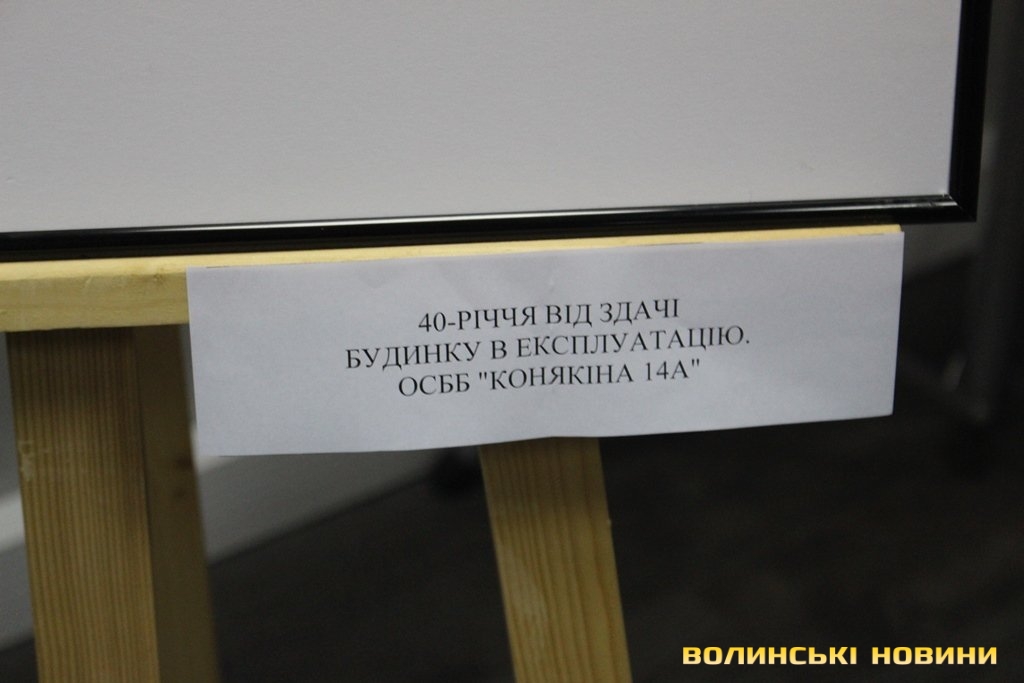 40-РІЧЧЯ ВІД ЗДАЧІ
БУДИНКУ В ЕКСПЛУАТАЦІЮ.
ОСББ "КОНЯКІНА 14А"
ВОЛИНСЬКІ НОВИНИ